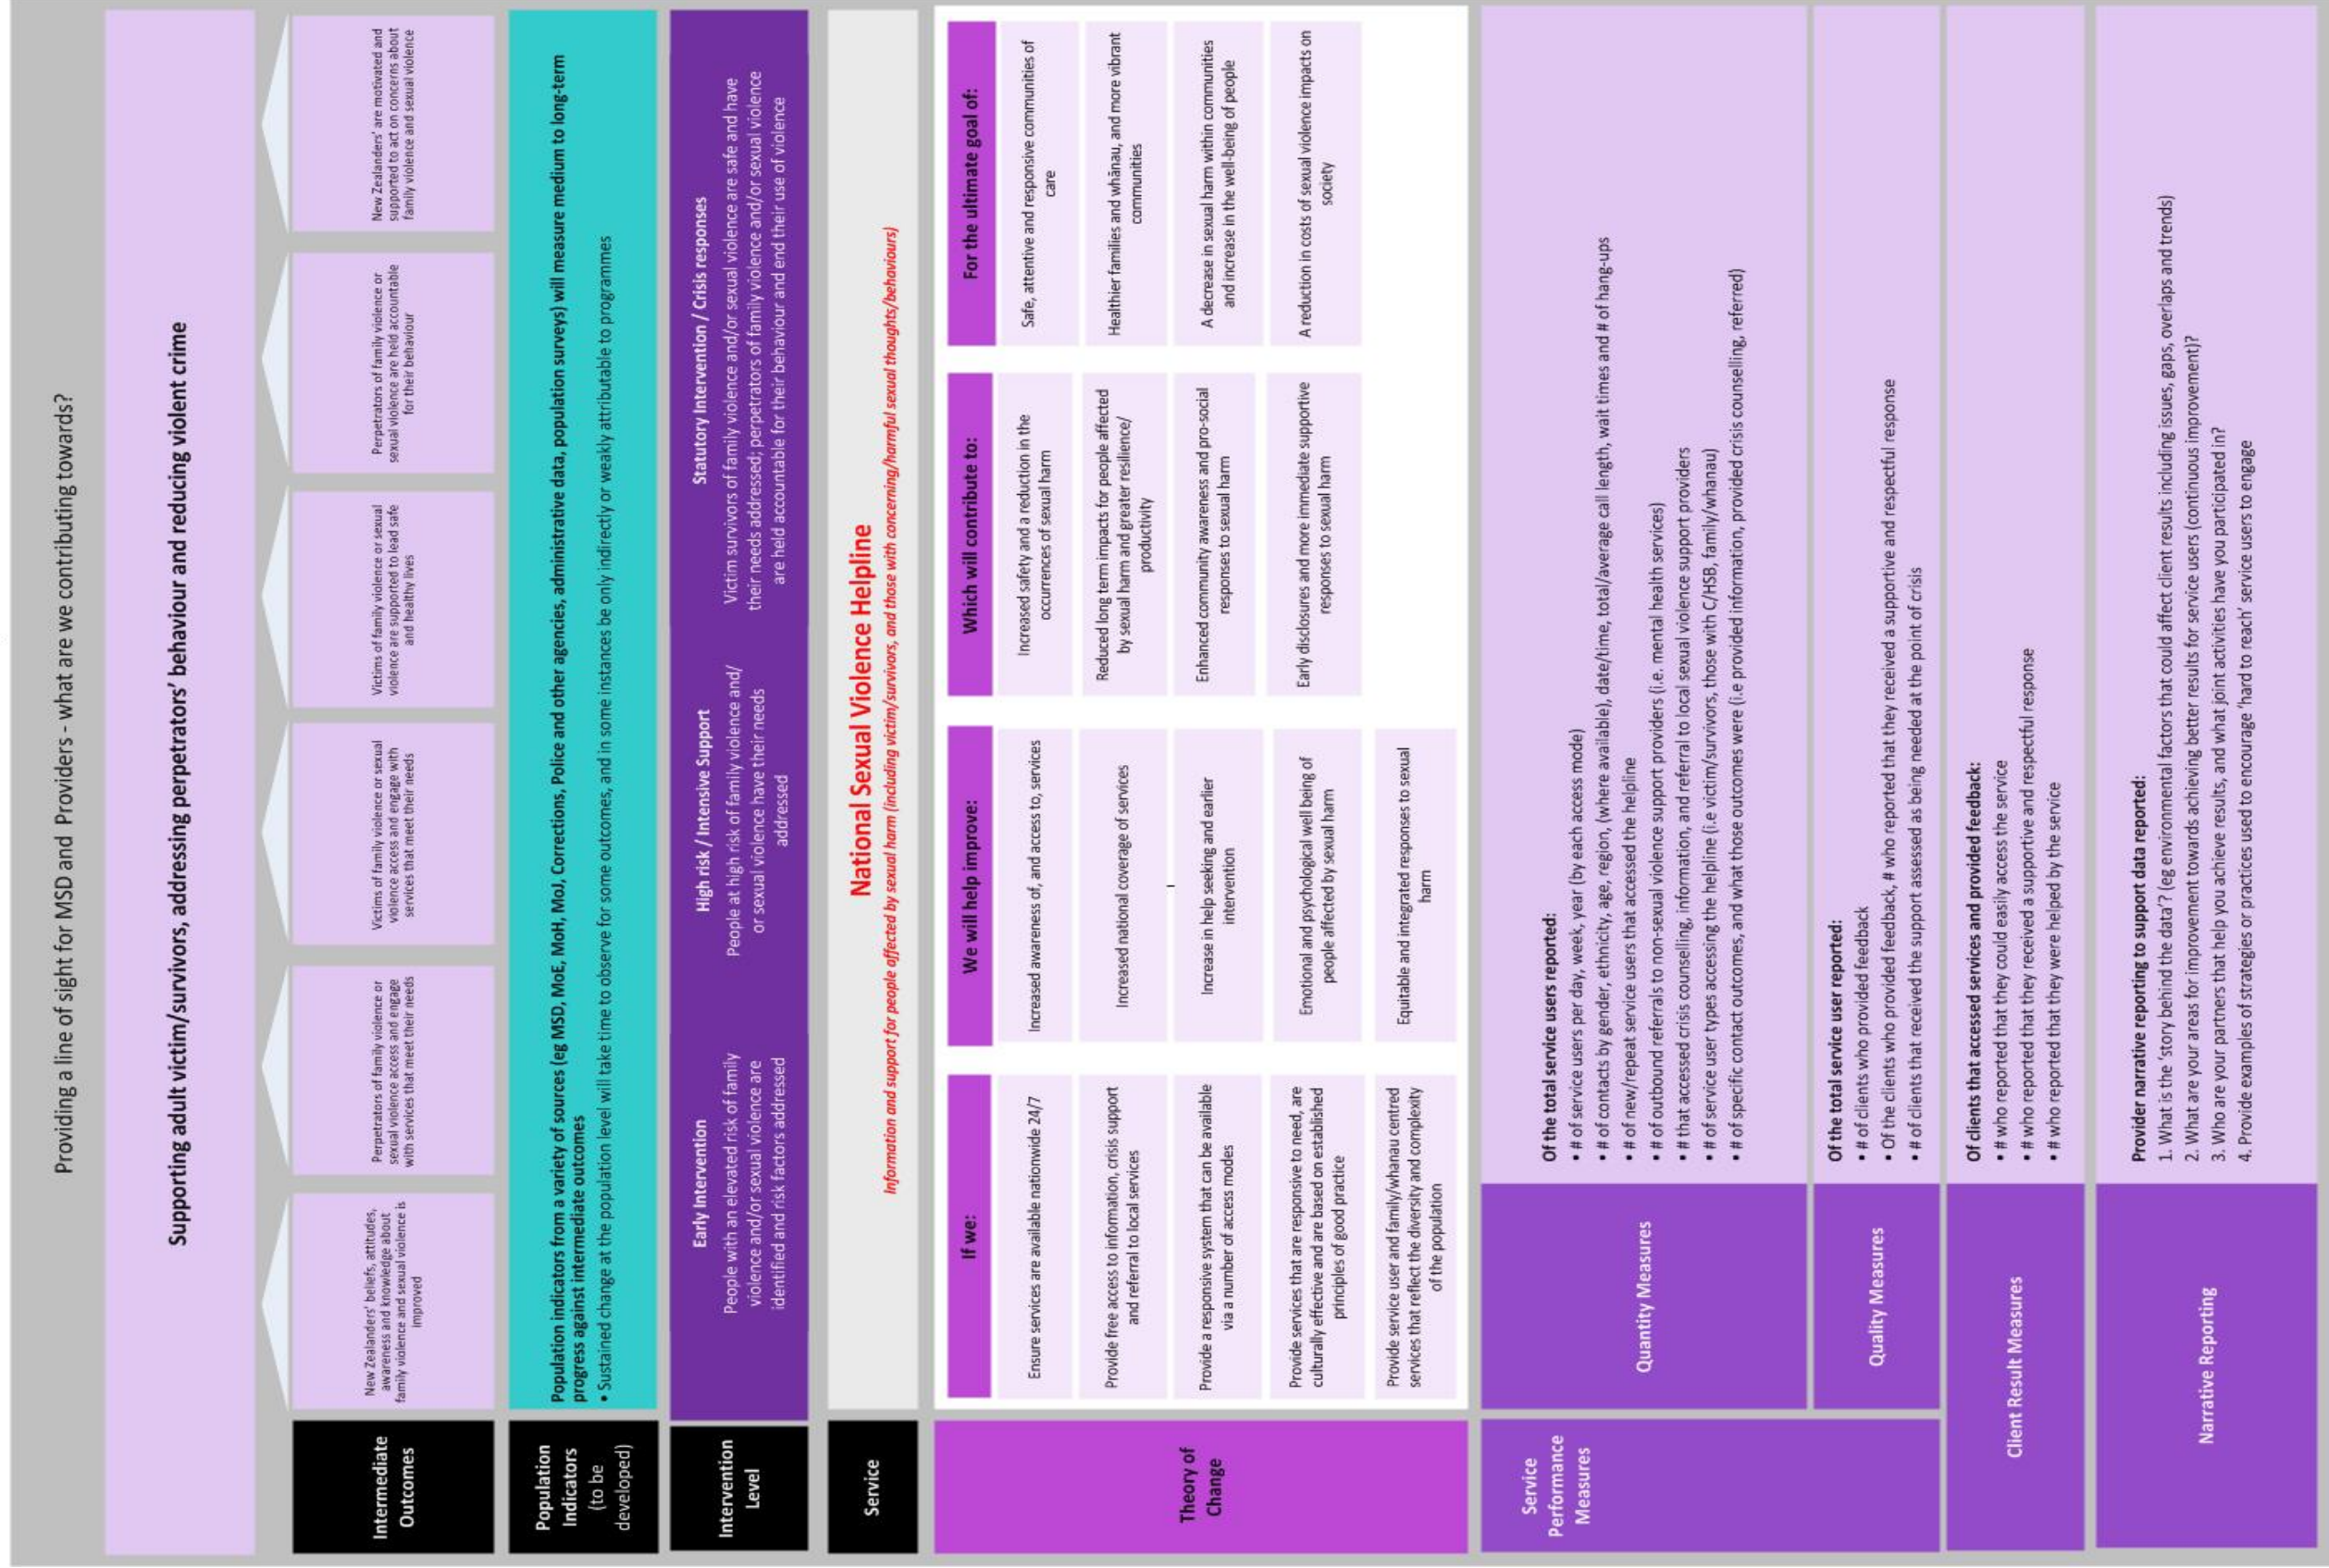 Providing a line of sight for MSD and Providers - what are we contributing towards?
Supporting adult victim/survivors, addressing perpetrators' behaviour and reducing violent crime
Intermediate
Outcomes
New Zealanders' beliefs, attitudes,
awareness and knowledge about
family violence and sexual violence is
improved
Perpetrators of family violence or
sexual violence access and engage
with services that meet their needs
Victims of family violence or sexual
violence access and engage with
services that meet their needs
Victims of family violence or sexual
violence are supported to lead safe
and healthy lives
Perpetrators of family violence or
sexual violence are held accountable
for their behaviour
New Zealanders' are motivated and
supported to act on concerns about
family violence and sexual violence
Population
Indicators
(to be
developed)
Population indicators from a variety of sources (eg MSD, MoE, MoH, MoJ, Corrections, Police and other agencies, administrative data, population surveys) will measure medium to long-term
progress against intermediate outcomes
• Sustained change at the population level will take time to observe for some outcomes, and in some instances be only indirectly or weakly attributable to programmes
Intervention
Level
Early Intervention
People with an elevated risk of family
violence and/or sexual violence are
identified and risk factors addressed
High risk / Intensive Support
People at high risk of family violence and/
or sexual violence have their needs
addressed
Statutory Intervention / Crisis responses
Victim survivors of family violence and/or sexual violence are safe and have
their needs addressed; perpetrators of family violence and/or sexual violence
are held accountable for their behaviour and end their use of violence
Service
National Sexual Violence Helpline
Information and support for people affected by sexual harm (including victim/survivors, and those with concerning/harmful sexual thoughts/behaviours)
Theory of
Change
If we:
Ensure services are available nationwide 24/7
Provide free access to information, crisis support
and referral to local services
Provide a responsive system that can be available
via a number of access modes
Provide services that are responsive to need, are
culturally effective and are based on established
principles of good practice
Provide service user and family/whanau centred
services that reflect the diversity and complexity
of the population
We will help improve:
Increased awareness of, and access to, services
Increased national coverage of services
Increase in help seeking and earlier
intervention
Emotional and psychological well being of
people affected by sexual harm
Equitable and integrated responses to sexual
harm
Which will contribute to:
Increased safety and a reduction in the
occurrences of sexual harm
Reduced long term impacts for people affected
by sexual harm and greater resilience/
productivity
Enhanced community awareness and pro-social
responses to sexual harm
Early disclosures and more immediate supportive
responses to sexual harm
For the ultimate goal of:
Safe, attentive and responsive communities of
care
Healthier families and whānau, and more vibrant
communities
A decrease in sexual harm within communities
and increase in the well-being of people
A reduction in costs of sexual violence impacts on
society
Service
Performance
Measures
Quantity Measures
Of the total service users reported:
• # of service users per day, week, year (by each access mode)
• # of contacts by gender, ethnicity, age, region, (where available), date/time, total/average call length, wait times and # of hang-ups
• # of new/repeat service users that accessed the helpline
• # of outbound referrals to non-sexual violence support providers (i.e. mental health services)
• # that accessed crisis counselling, information, and referral to local sexual violence support providers
• # of service user types accessing the helpline (i.e victim/survivors, those with C/HSB, family/whanau)
• # of specific contact outcomes, and what those outcomes were (i.e provided information, provided crisis counselling, referred)
Quality Measures
Of the total service user reported:
• # of clients who provided feedback
• Of the clients who provided feedback, # who reported that they received a supportive and respectful response
• # of clients that received the support assessed as being needed at the point of crisis
Client Result Measures
Of clients that accessed services and provided feedback:
• # who reported that they could easily access the service
• # who reported that they received a supportive and respectful response
• # who reported that they were helped by the service
Narrative Reporting
Provider narrative reporting to support data reported:
1. What is the 'story behind the data'? (eg environmental factors that could affect client results including issues, gaps, overlaps and trends)
2. What are your areas for improvement towards achieving better results for service users (continuous improvement)?
3. Who are your partners that help you achieve results, and what joint activities have you participated in?
4. Provide examples of strategies or practices used to encourage 'hard to reach' service users to engage